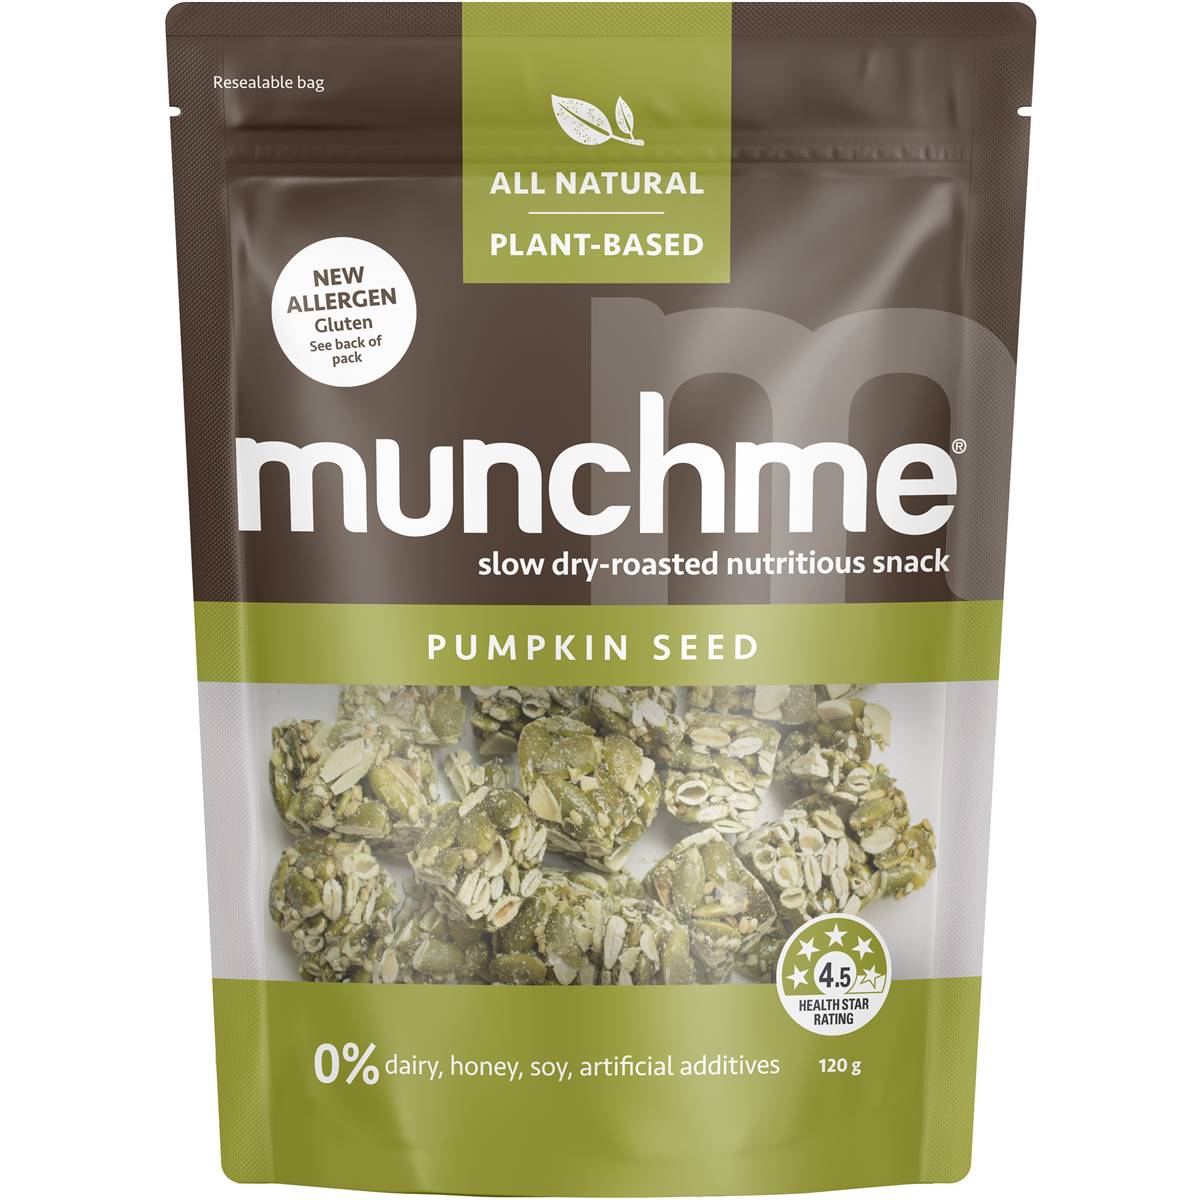 Resealable bag
ALL NATURAL
PLANT-BASED
NEW
ALLERGEN
Gluten
See back of
pack
munchme®
slow dry-roasted nutritious snack
PUMPKIN SEED
4.5
HEALTH STAR
RATING
0% dairy, honey, soy, artificial additives
120 g